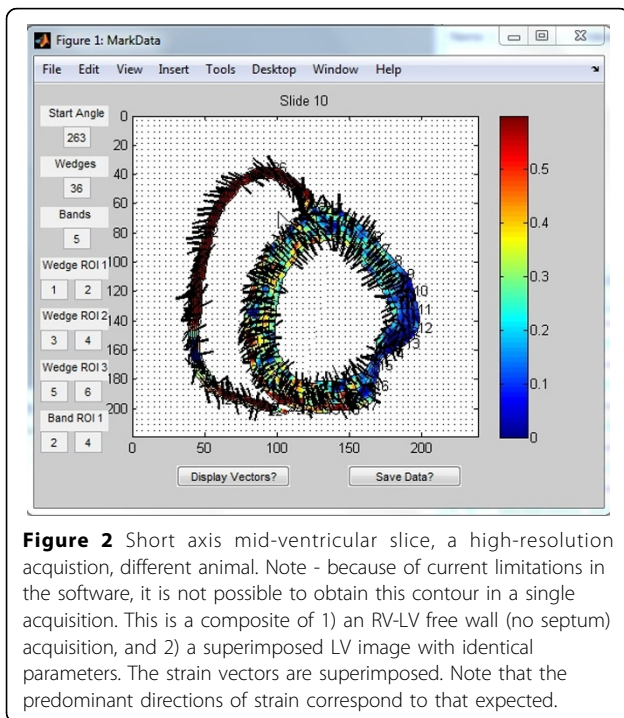 Figure 1: MarkData
File Edit View Insert Tools Desktop Window Help
Slide 10
Start Angle
263
Wedges
36
Bands
5
Wedge ROI 1
1 2
Wedge ROI 2
3 4
Wedge ROI 3
5 6
Band ROI 1
2 4
0
20
40
60
80
100
120
140
160
180
200
0 50 100 150 200
0.5
0.4
0.3
0.2
0.1
0
8
9
10
11
12
13
Display Vectors? Save Data?
Figure 2 Short axis mid-ventricular slice, a high-resolution
acquistion, different animal. Note - because of current limitations in
the software, it is not possible to obtain this contour in a single
acquisition. This is a composite of 1) an RV-LV free wall (no septum)
acquisition, and 2) a superimposed LV image with identical
parameters. The strain vectors are superimposed. Note that the
predominant directions of strain correspond to that expected.